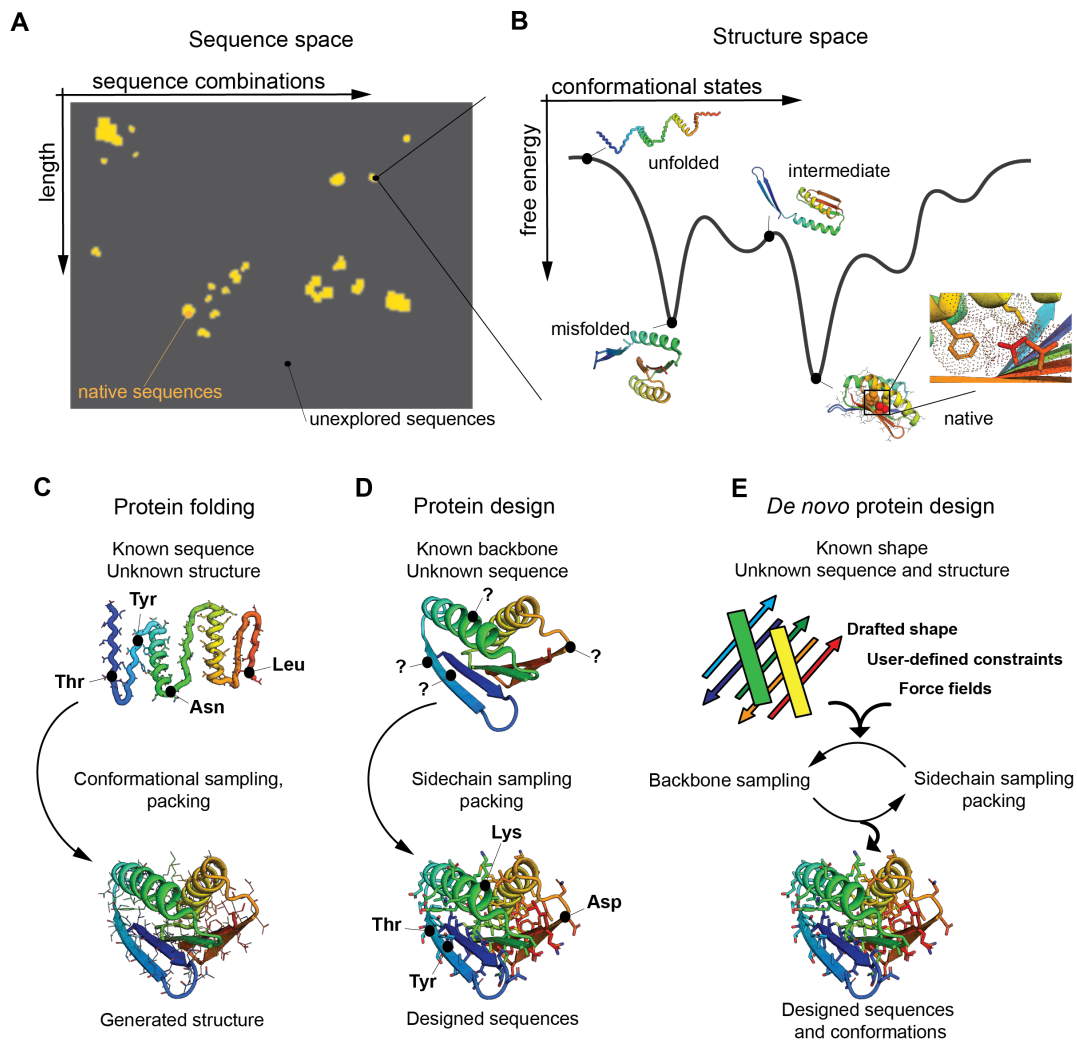 A
Sequence space
sequence combinations
length
native sequences
unexplored sequences
B
Structure space
conformational states
free energy
unfolded
intermediate
misfolded
native
C
Protein folding
Known sequence
Unknown structure
Tyr
Thr
Leu
Asn
Conformational sampling,
packing
Generated structure
D
Protein design
Known backbone
Unknown sequence
?
?
?
?
Sidechain sampling
packing
Lys
Asp
Thr
Tyr
Designed sequences
E
De novo protein design
Known shape
Unknown sequence and structure
Drafted shape
User-defined constraints
Force fields
Backbone sampling
Sidechain sampling
packing
Designed sequences
and conformations